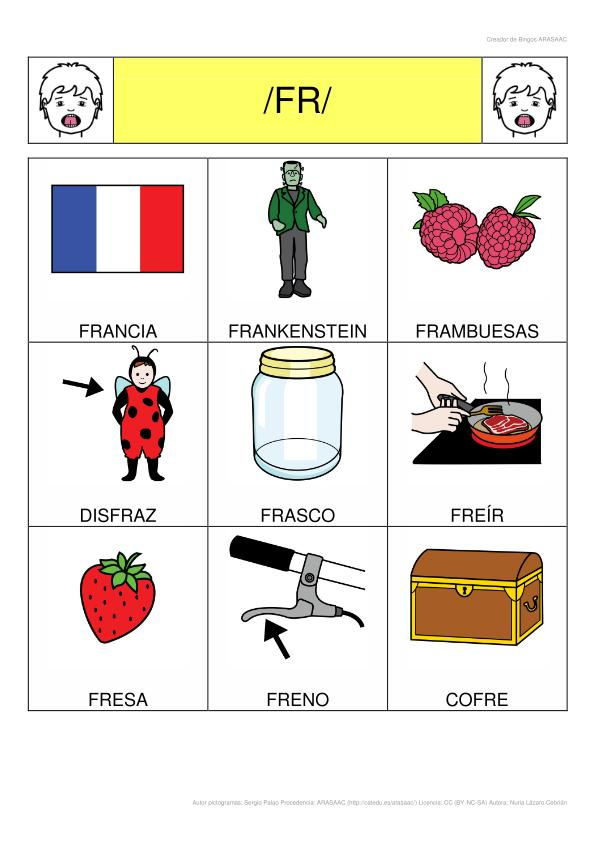 Creador de Bingos ARASAAC
/FR/
FRANCIA
FRANKENSTEIN
FRAMBUESAS
DISFRAZ
FRASCO
FREÍR
FRESA
FRENO
COFRE
Autor pictogramas: Sergio Palao Procedencia: ARASAAC (http://catedu.es/arasaac/) Licencia: CC (BY-NC-SA) Autora: Nuria Lázaro Cebrián